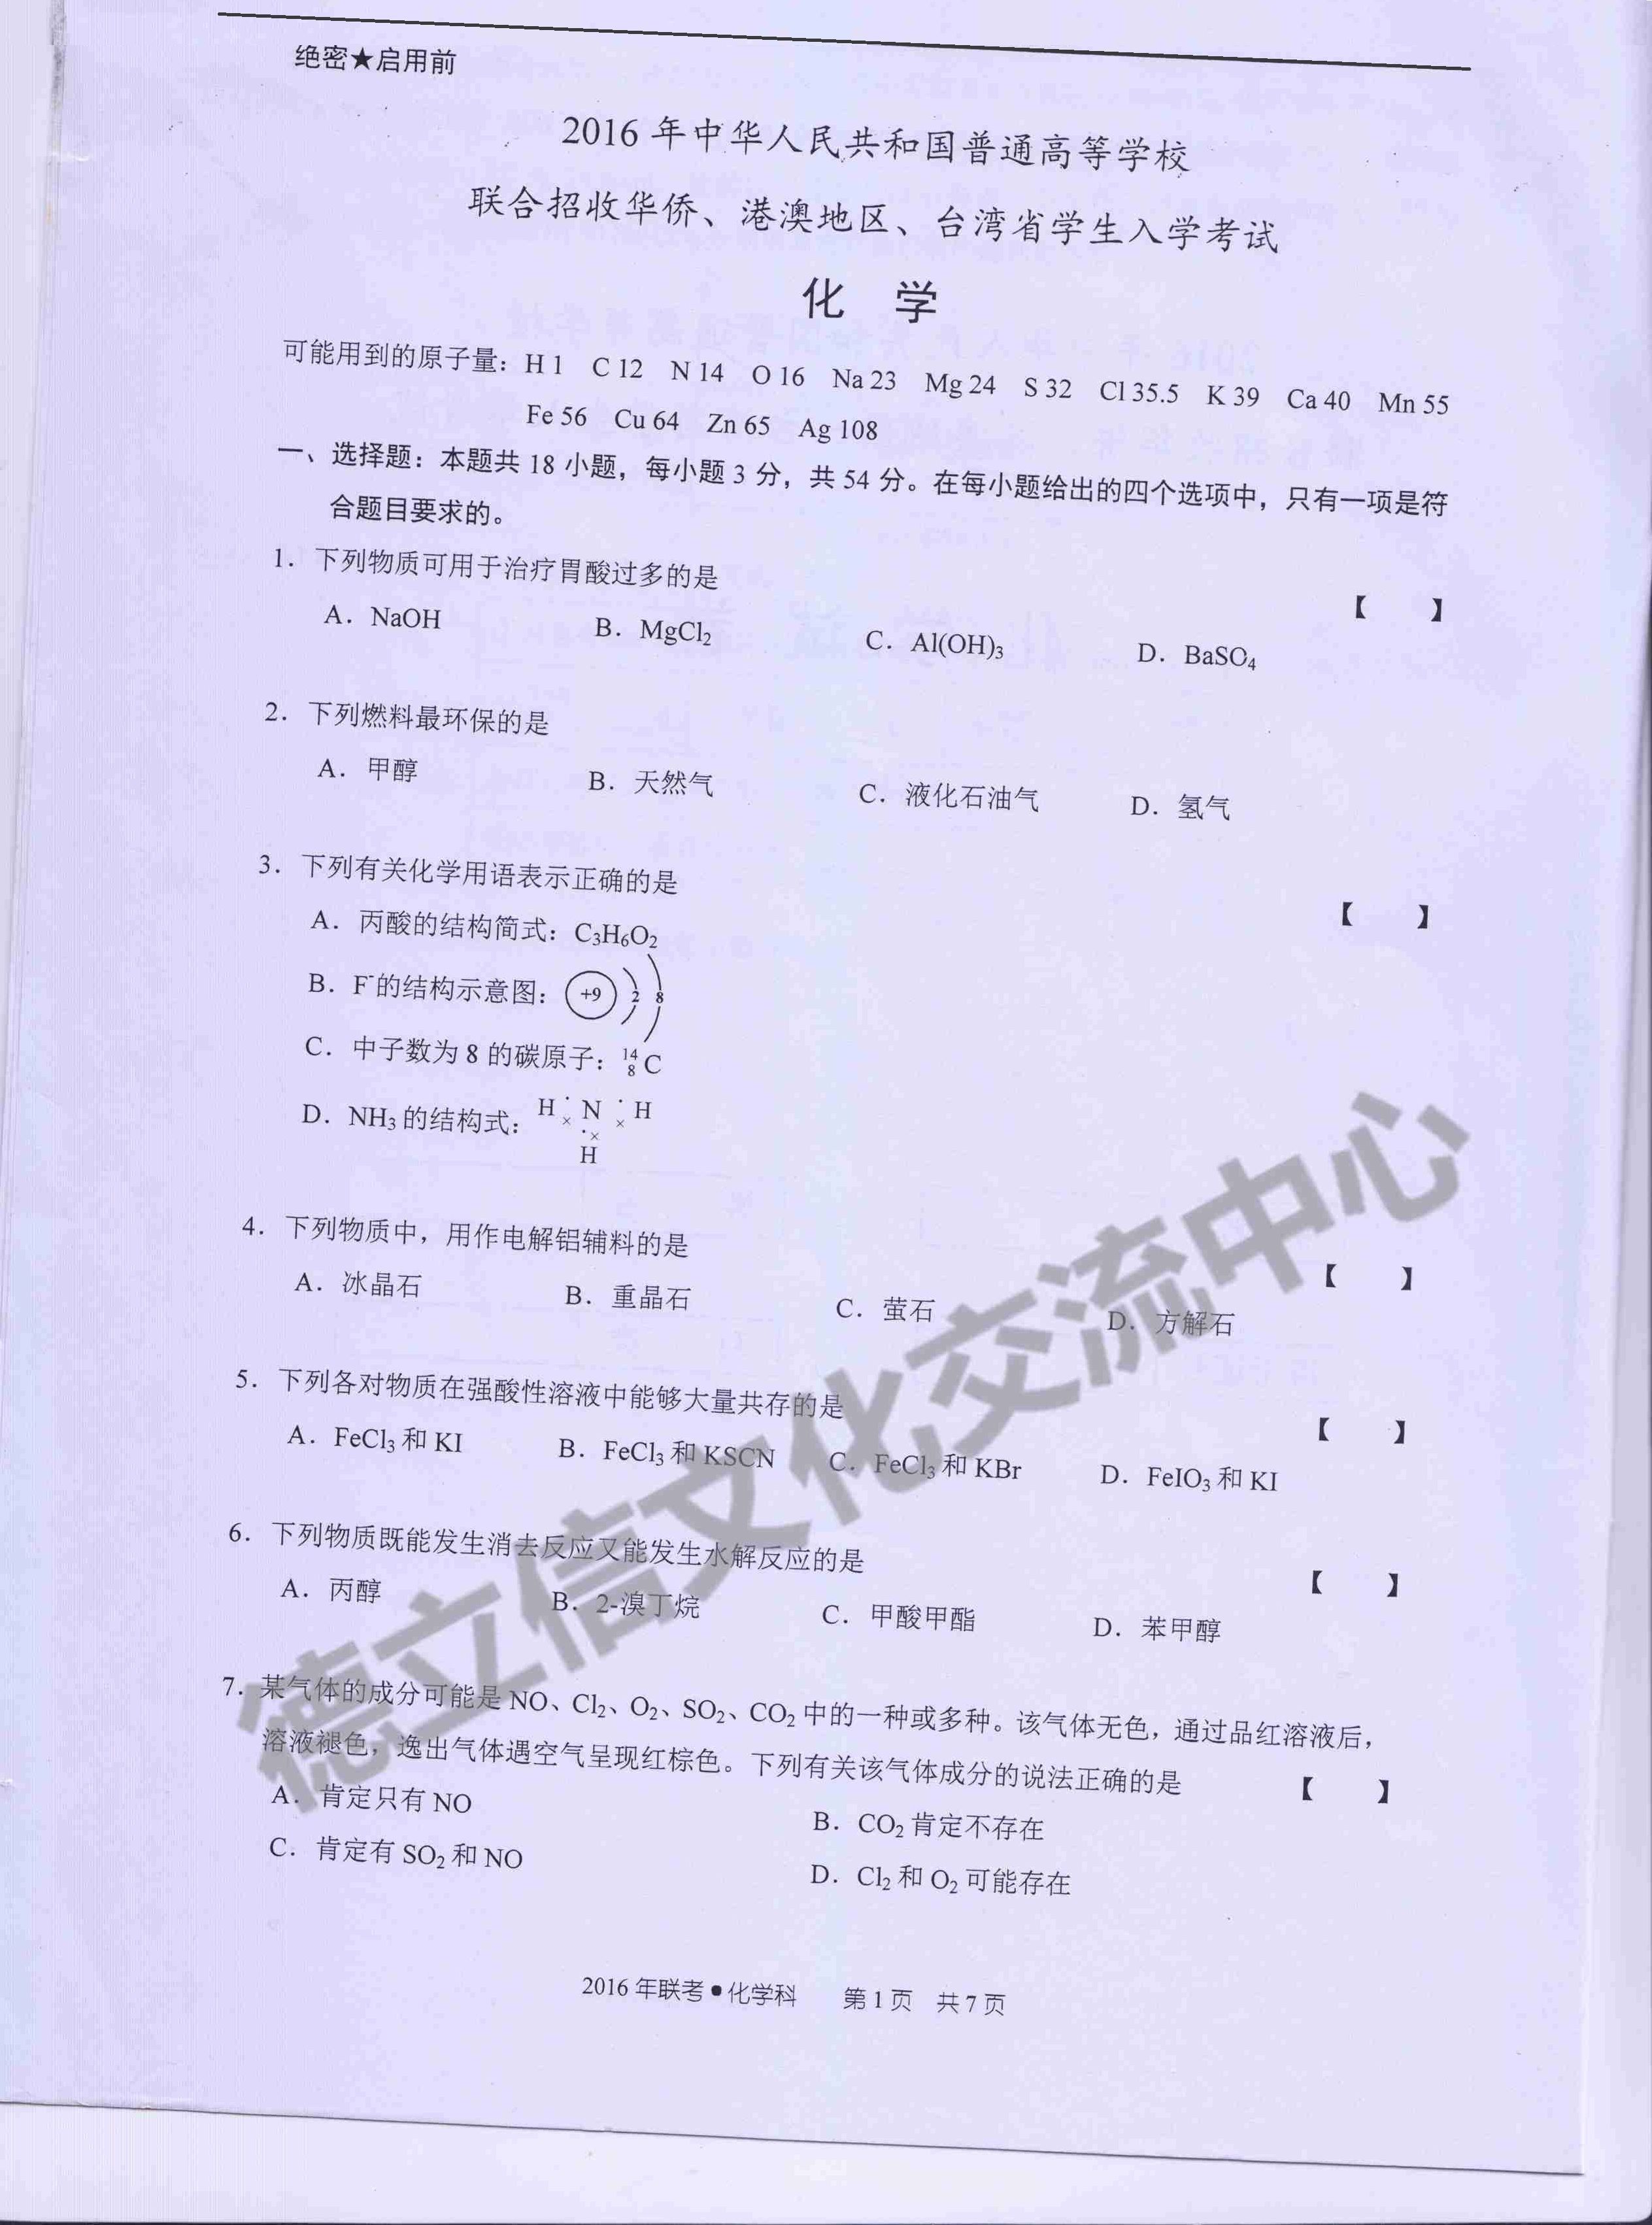 绝密★启用前
2016 年中华人民共和国普通高等学校
联合招收华侨、港澳地区、台湾省学生入学考试
化 学
可能用到的原子量：H 1 C 12 N 14 O 16 Na 23 Mg 24 S 32 Cl 35.5 K 39 Ca 40 Mn 55
Fe 56 Cu 64 Zn 65 Ag 108
一、选择题：本题共 18 小题，每小题 3 分，共 54 分。在每小题给出的四个选项中，只有一项是符
合题目要求的。
1．下列物质可用于治疗胃酸过多的是 【 】
A．NaOH B．MgCl₂ C．Al(OH)₃ D．BaSO₄
2．下列燃料最环保的是
A．甲醇 B．天然气 C．液化石油气 D．氢气
3．下列有关化学用语表示正确的是 【 】
A．丙酸的结构简式：C₃H₆O₂
B．F⁻的结构示意图： +9 2 8
C．中子数为 8 的碳原子：¹⁴₈C
D．NH₃ 的结构式： H ·× N ·× H
·×
H
4．下列物质中，用作电解铝辅料的是 【 】
A．冰晶石 B．重晶石 C．萤石 D．方解石
5．下列各对物质在强酸性溶液中能够大量共存的是 【 】
A．FeCl₃ 和 KI B．FeCl₃ 和 KSCN C．FeCl₃ 和 KBr D．FeIO₃ 和 KI
6．下列物质既能发生消去反应又能发生水解反应的是 【 】
A．丙醇 B．2-溴丁烷 C．甲酸甲酯 D．苯甲醇
7．某气体的成分可能是 NO、Cl₂、O₂、SO₂、CO₂ 中的一种或多种。该气体无色，通过品红溶液后，
溶液褪色，逸出气体遇空气呈现红棕色。下列有关该气体成分的说法正确的是 【 】
A．肯定只有 NO B．CO₂ 肯定不存在
C．肯定有 SO₂ 和 NO D．Cl₂ 和 O₂ 可能存在
2016 年联考●化学科 第 1 页 共 7 页
德立信文化交流中心